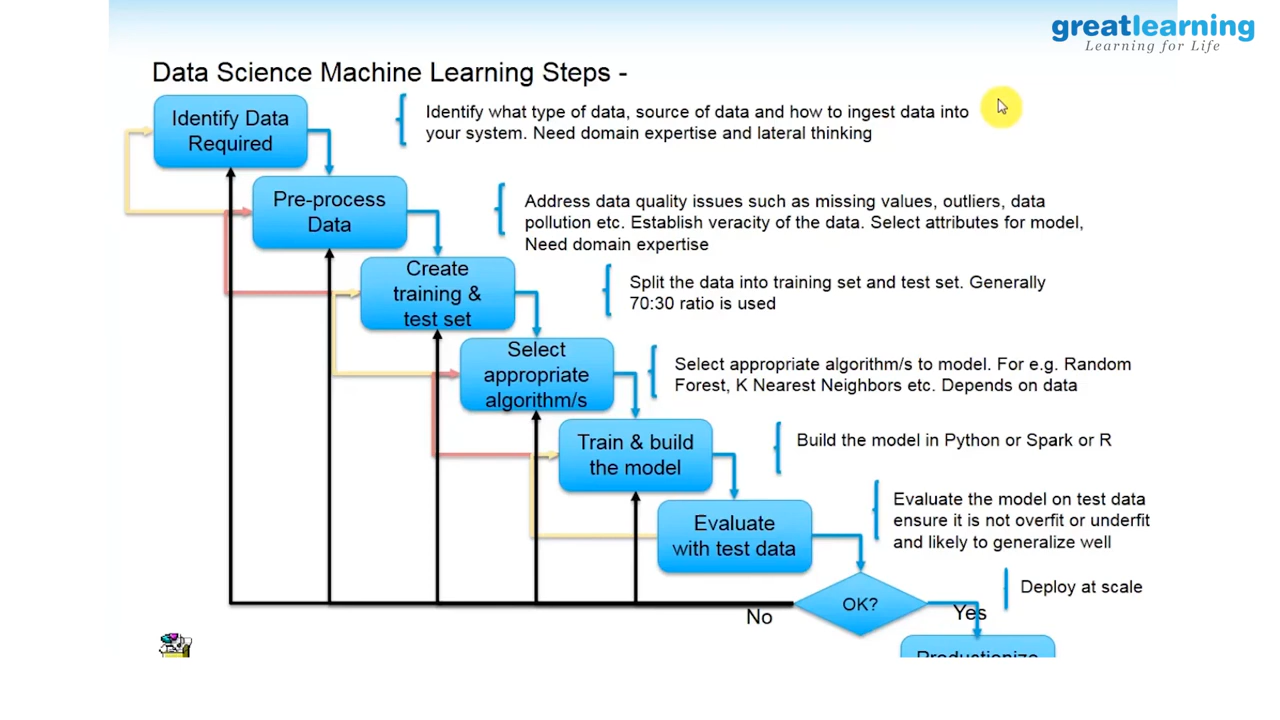 greatlearning
Learning for Life
Data Science Machine Learning Steps -
Identify Data
Required
Identify what type of data, source of data and how to ingest data into
your system. Need domain expertise and lateral thinking
Pre-process
Data
Address data quality issues such as missing values, outliers, data
pollution etc. Establish veracity of the data. Select attributes for model,
Need domain expertise
Create
training &
test set
Split the data into training set and test set. Generally
70:30 ratio is used
Select
appropriate
algorithm/s
Select appropriate algorithm/s to model. For e.g. Random
Forest, K Nearest Neighbors etc. Depends on data
Train & build
the model
Build the model in Python or Spark or R
Evaluate
with test data
Evaluate the model on test data
ensure it is not overfit or underfit
and likely to generalize well
OK?
No
Yes
Deploy at scale
Productionize